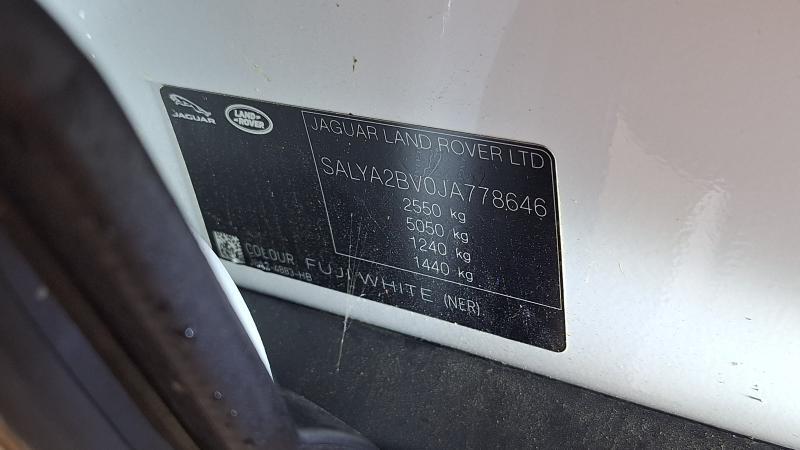 JAGUAR
LAND ROVER
JAGUAR LAND ROVER LTD
SALYA2BV0JA778646
2550 kg
5050 kg
1240 kg
1440 kg
COLOUR FUJI WHITE (NER)